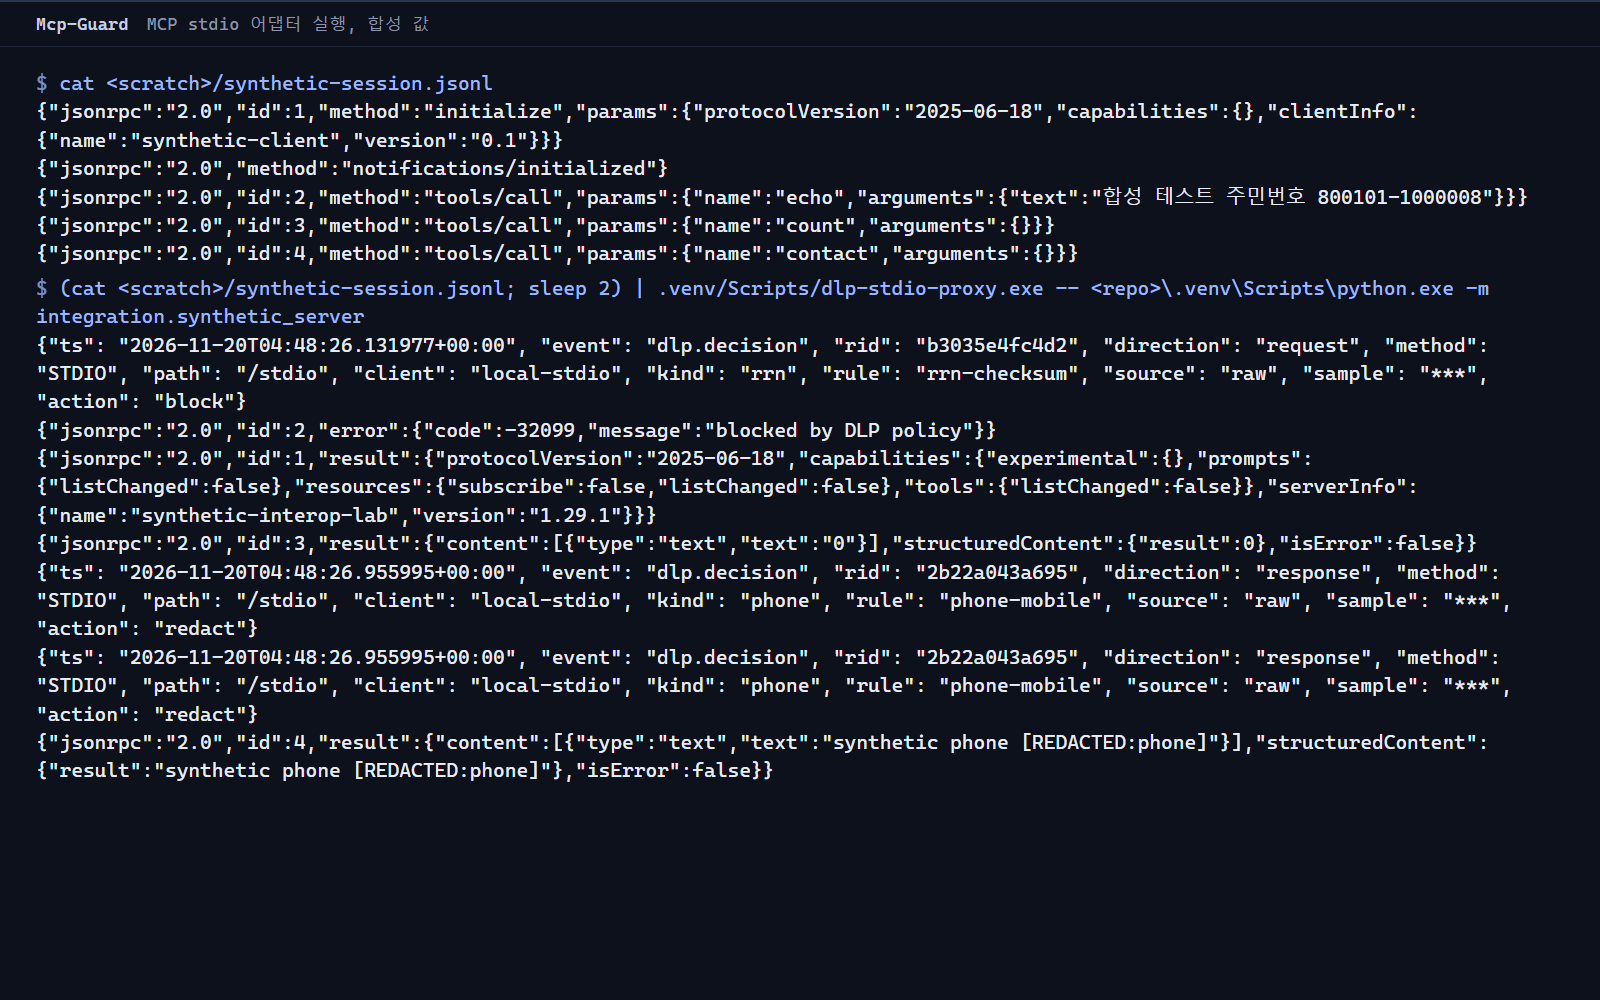 Mcp-Guard MCP stdio 어댑터 실행, 합성 값
$ cat <scratch>/synthetic-session.jsonl
{"jsonrpc":"2.0","id":1,"method":"initialize","params":{"protocolVersion":"2025-06-18","capabilities":{},"clientInfo":
{"name":"synthetic-client","version":"0.1"}}}
{"jsonrpc":"2.0","method":"notifications/initialized"}
{"jsonrpc":"2.0","id":2,"method":"tools/call","params":{"name":"echo","arguments":{"text":"합성 테스트 주민번호 800101-1000008"}}}
{"jsonrpc":"2.0","id":3,"method":"tools/call","params":{"name":"count","arguments":{}}}
{"jsonrpc":"2.0","id":4,"method":"tools/call","params":{"name":"contact","arguments":{}}}
$ (cat <scratch>/synthetic-session.jsonl; sleep 2) | .venv/Scripts/dlp-stdio-proxy.exe -- <repo>\.venv\Scripts\python.exe -m
integration.synthetic_server
{"ts": "2026-11-20T04:48:26.131977+00:00", "event": "dlp.decision", "rid": "b3035e4fc4d2", "direction": "request", "method":
"STDIO", "path": "/stdio", "client": "local-stdio", "kind": "rrn", "rule": "rrn-checksum", "source": "raw", "sample": "***",
"action": "block"}
{"jsonrpc":"2.0","id":2,"error":{"code":-32099,"message":"blocked by DLP policy"}}
{"jsonrpc":"2.0","id":1,"result":{"protocolVersion":"2025-06-18","capabilities":{"experimental":{},"prompts":
{"listChanged":false},"resources":{"subscribe":false,"listChanged":false},"tools":{"listChanged":false}},"serverInfo":
{"name":"synthetic-interop-lab","version":"1.29.1"}}}
{"jsonrpc":"2.0","id":3,"result":{"content":[{"type":"text","text":"0"}],"structuredContent":{"result":0},"isError":false}}
{"ts": "2026-11-20T04:48:26.955995+00:00", "event": "dlp.decision", "rid": "2b22a043a695", "direction": "response", "method":
"STDIO", "path": "/stdio", "client": "local-stdio", "kind": "phone", "rule": "phone-mobile", "source": "raw", "sample": "***",
"action": "redact"}
{"ts": "2026-11-20T04:48:26.955995+00:00", "event": "dlp.decision", "rid": "2b22a043a695", "direction": "response", "method":
"STDIO", "path": "/stdio", "client": "local-stdio", "kind": "phone", "rule": "phone-mobile", "source": "raw", "sample": "***",
"action": "redact"}
{"jsonrpc":"2.0","id":4,"result":{"content":[{"type":"text","text":"synthetic phone [REDACTED:phone]"}],"structuredContent":
{"result":"synthetic phone [REDACTED:phone]"},"isError":false}}